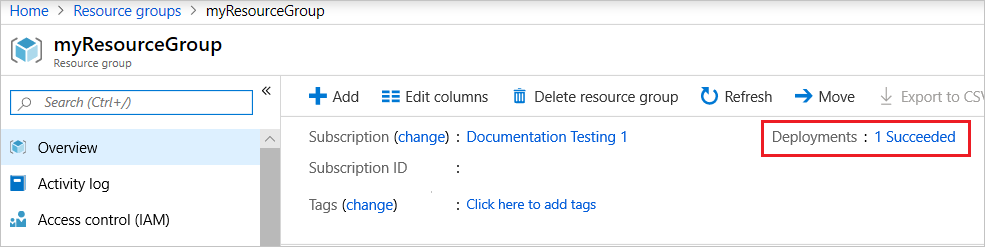 Home > Resource groups > myResourceGroup
myResourceGroup
Resource group
Search (Ctrl+/)
«
Add
Edit columns
Delete resource group
Refresh
Move
Export to CSV
Subscription (change) : Documentation Testing 1
Deployments : 1 Succeeded
Subscription ID :
Tags (change) : Click here to add tags
Overview
Activity log
Access control (IAM)